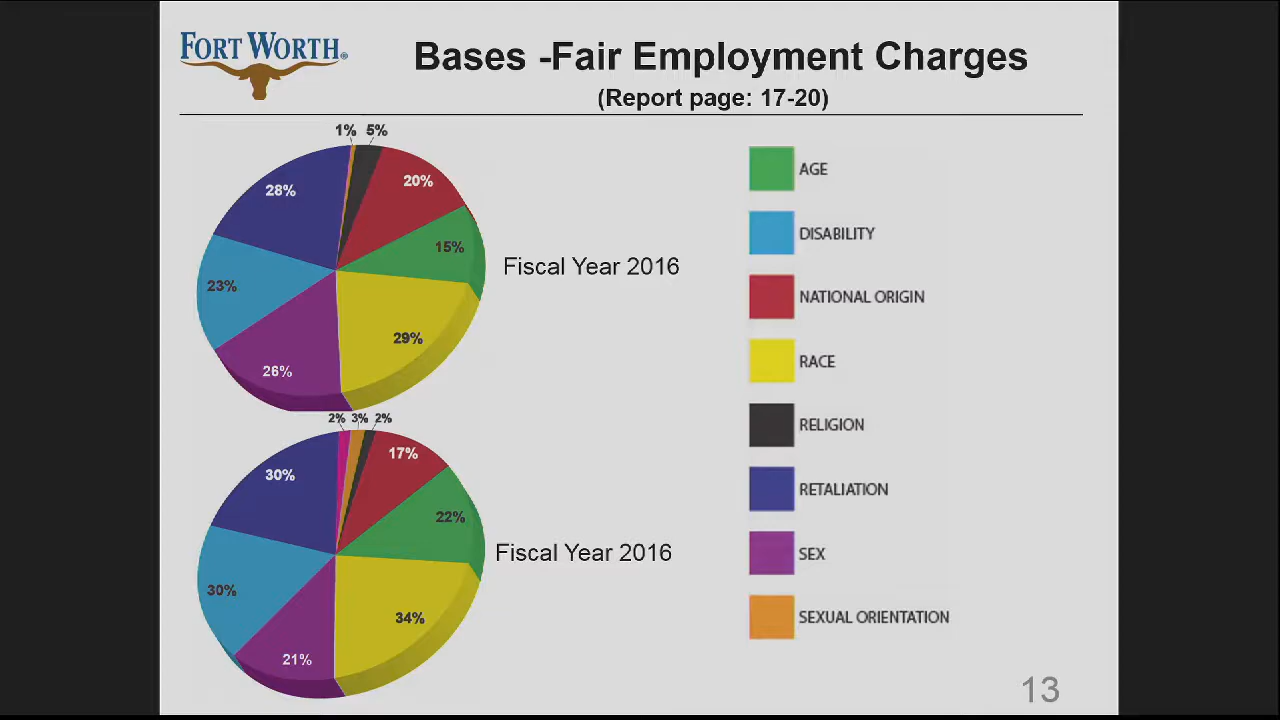 FORT WORTH®
Bases -Fair Employment Charges
(Report page: 17-20)
1% 5%
20%
28%
15%
23%
29%
26%
Fiscal Year 2016
2% 3% 2%
17%
30%
22%
30%
34%
21%
Fiscal Year 2016
AGE
DISABILITY
NATIONAL ORIGIN
RACE
RELIGION
RETALIATION
SEX
SEXUAL ORIENTATION
13